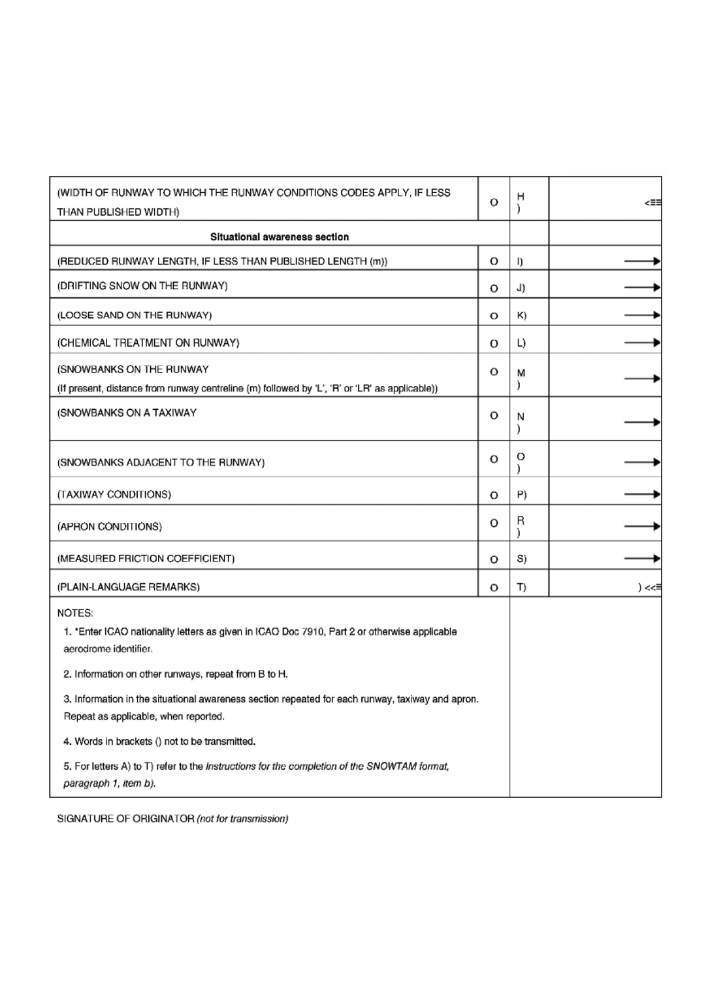 (WIDTH OF RUNWAY TO WHICH THE RUNWAY CONDITIONS CODES APPLY, IF LESS
THAN PUBLISHED WIDTH) O H) <≡≡
Situational awareness section
(REDUCED RUNWAY LENGTH, IF LESS THAN PUBLISHED LENGTH (m)) O I) →
(DRIFTING SNOW ON THE RUNWAY) O J) →
(LOOSE SAND ON THE RUNWAY) O K) →
(CHEMICAL TREATMENT ON RUNWAY) O L) →
(SNOWBANKS ON THE RUNWAY O M) →
(If present, distance from runway centreline (m) followed by ‘L’, ‘R’ or ‘LR’ as applicable))
(SNOWBANKS ON A TAXIWAY O N) →
(SNOWBANKS ADJACENT TO THE RUNWAY) O O) →
(TAXIWAY CONDITIONS) O P) →
(APRON CONDITIONS) O R) →
(MEASURED FRICTION COEFFICIENT) O S) →
(PLAIN-LANGUAGE REMARKS) O T) ) <<≡
NOTES:
1. *Enter ICAO nationality letters as given in ICAO Doc 7910, Part 2 or otherwise applicable
aerodrome identifier.
2. Information on other runways, repeat from B to H.
3. Information in the situational awareness section repeated for each runway, taxiway and apron.
Repeat as applicable, when reported.
4. Words in brackets () not to be transmitted.
5. For letters A) to T) refer to the Instructions for the completion of the SNOWTAM format,
paragraph 1, item b).
SIGNATURE OF ORIGINATOR (not for transmission)